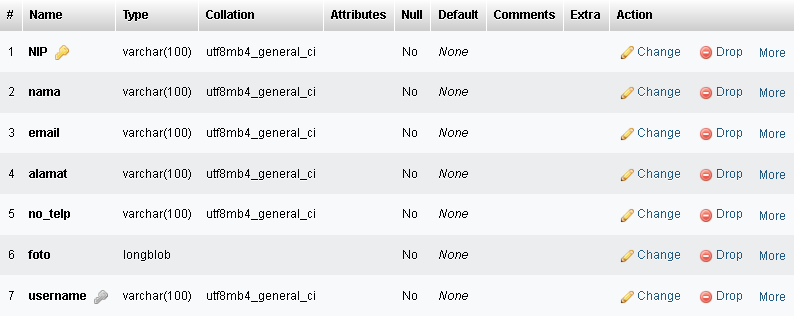 # Name Type Collation Attributes Null Default Comments Extra Action
1 NIP varchar(100) utf8mb4_general_ci No None Change Drop More
2 nama varchar(100) utf8mb4_general_ci No None Change Drop More
3 email varchar(100) utf8mb4_general_ci No None Change Drop More
4 alamat varchar(100) utf8mb4_general_ci No None Change Drop More
5 no_telp varchar(100) utf8mb4_general_ci No None Change Drop More
6 foto longblob No None Change Drop More
7 username varchar(100) utf8mb4_general_ci No None Change Drop More